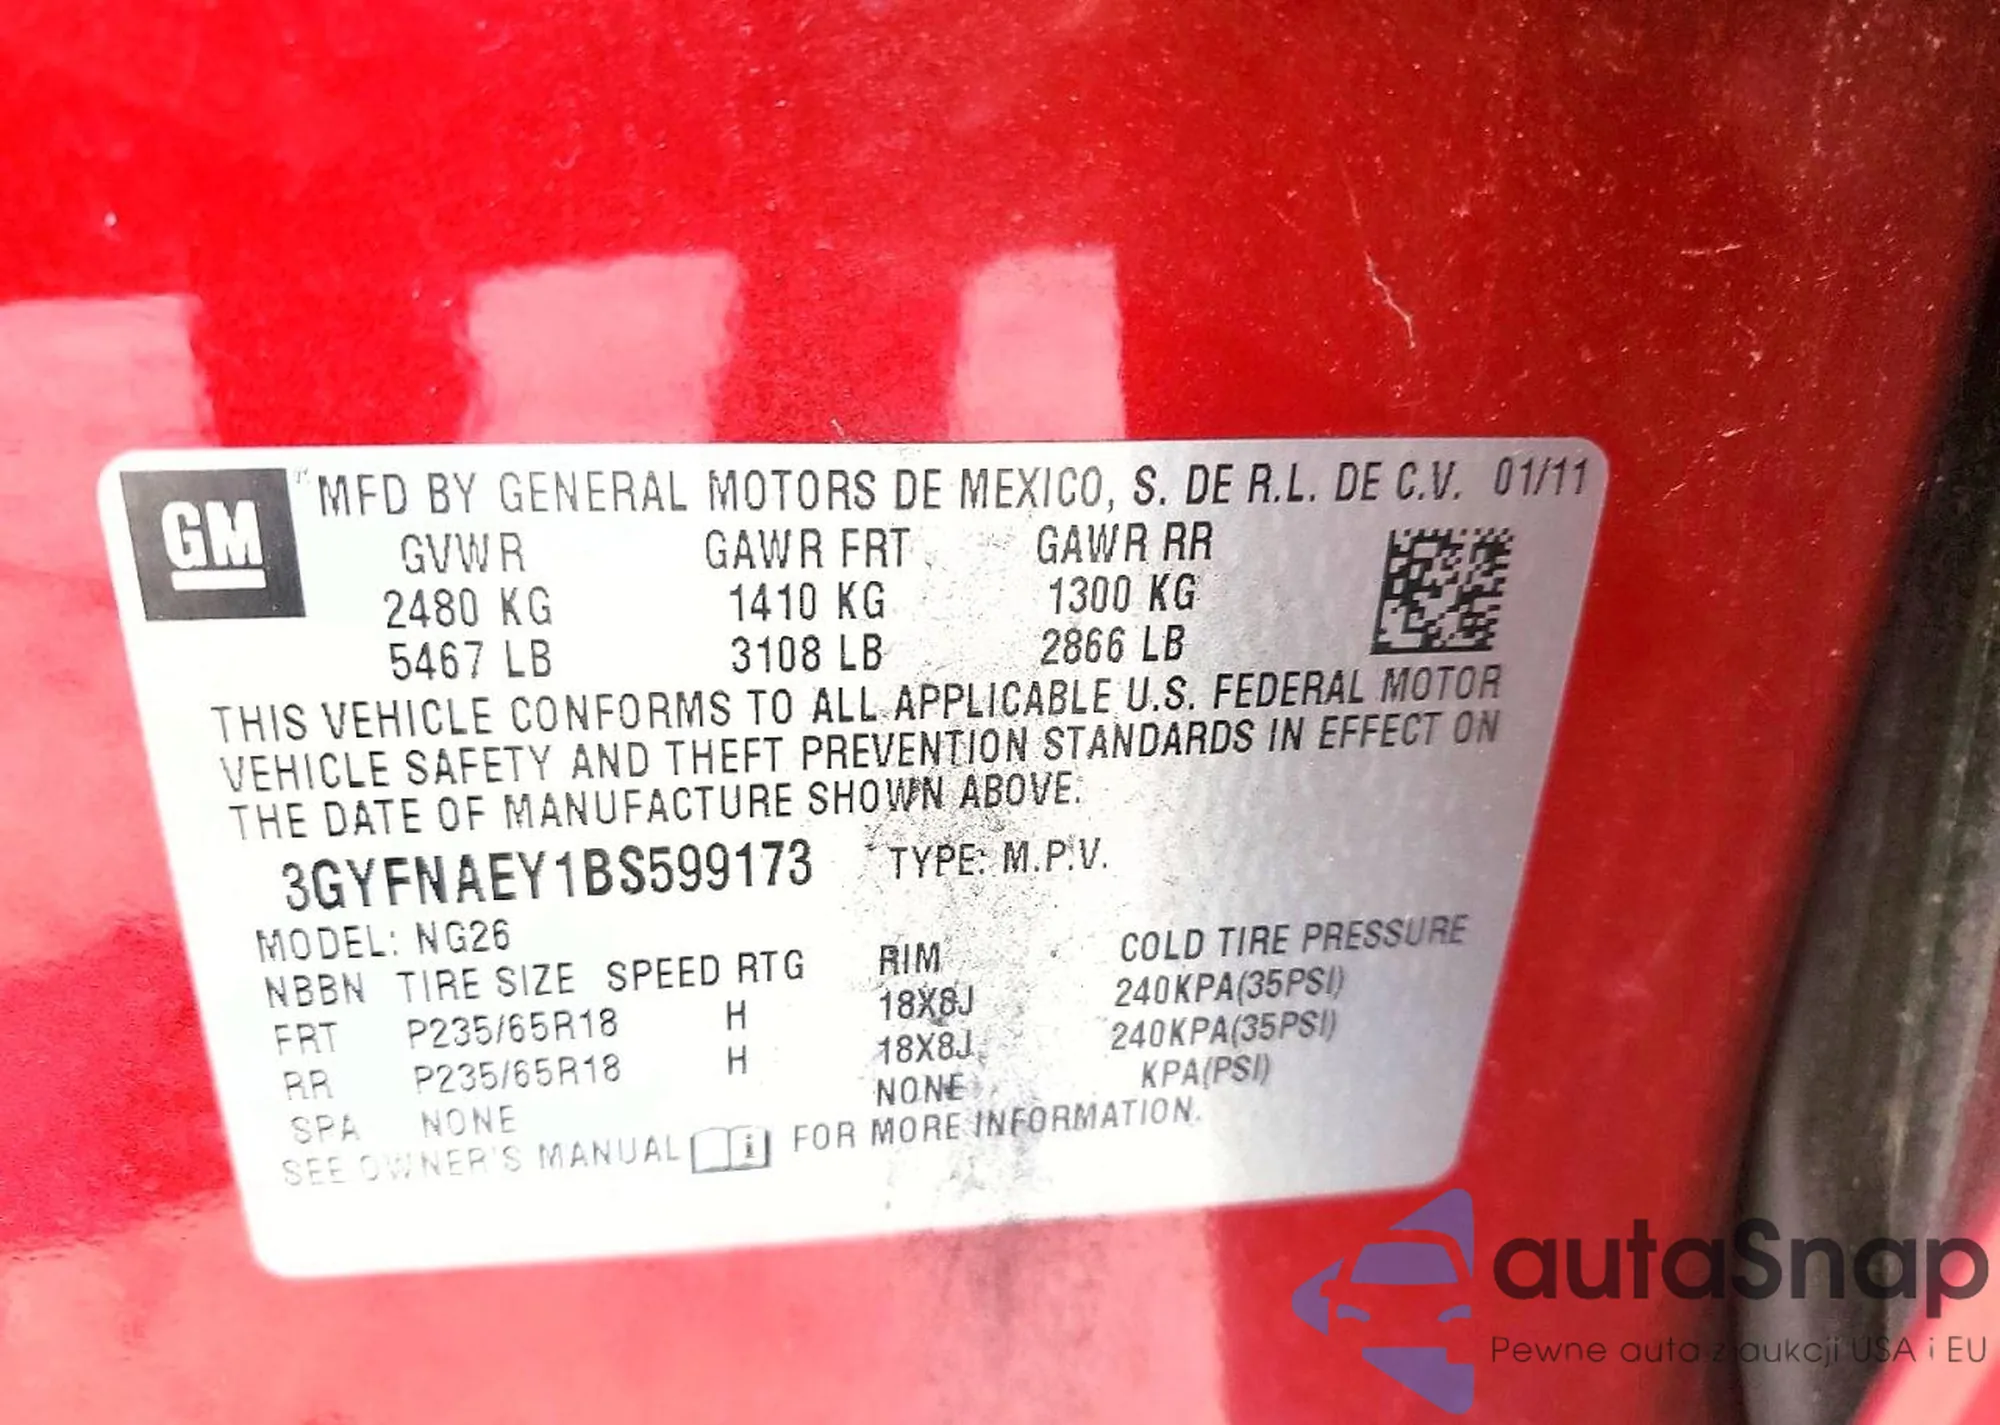 GM
™ MFD BY GENERAL MOTORS DE MEXICO, S. DE R.L. DE C.V. 01/11
GVWR GAWR FRT GAWR RR
2480 KG 1410 KG 1300 KG
5467 LB 3108 LB 2866 LB
THIS VEHICLE CONFORMS TO ALL APPLICABLE U.S. FEDERAL MOTOR
VEHICLE SAFETY AND THEFT PREVENTION STANDARDS IN EFFECT ON
THE DATE OF MANUFACTURE SHOWN ABOVE.
3GYFNAEY1BS599173 TYPE: M.P.V.
MODEL: NG26
NBBN TIRE SIZE SPEED RTG RIM COLD TIRE PRESSURE
FRT P235/65R18 H 18X8J 240KPA(35PSI)
RR P235/65R18 H 18X8J 240KPA(35PSI)
SPA NONE NONE KPA(PSI)
SEE OWNER'S MANUAL i FOR MORE INFORMATION.
autaSnap
Pewne auta z aukcji USA i EU